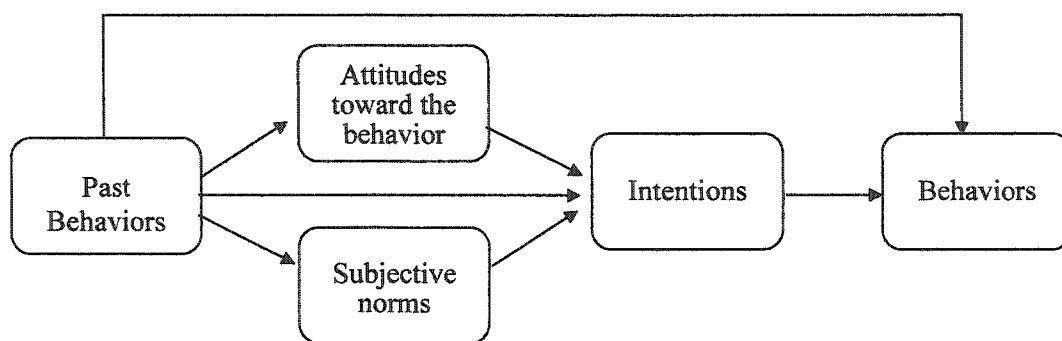 Attitudes
toward the
behavior
Past
Behaviors
Intentions
Behaviors
Subjective
norms